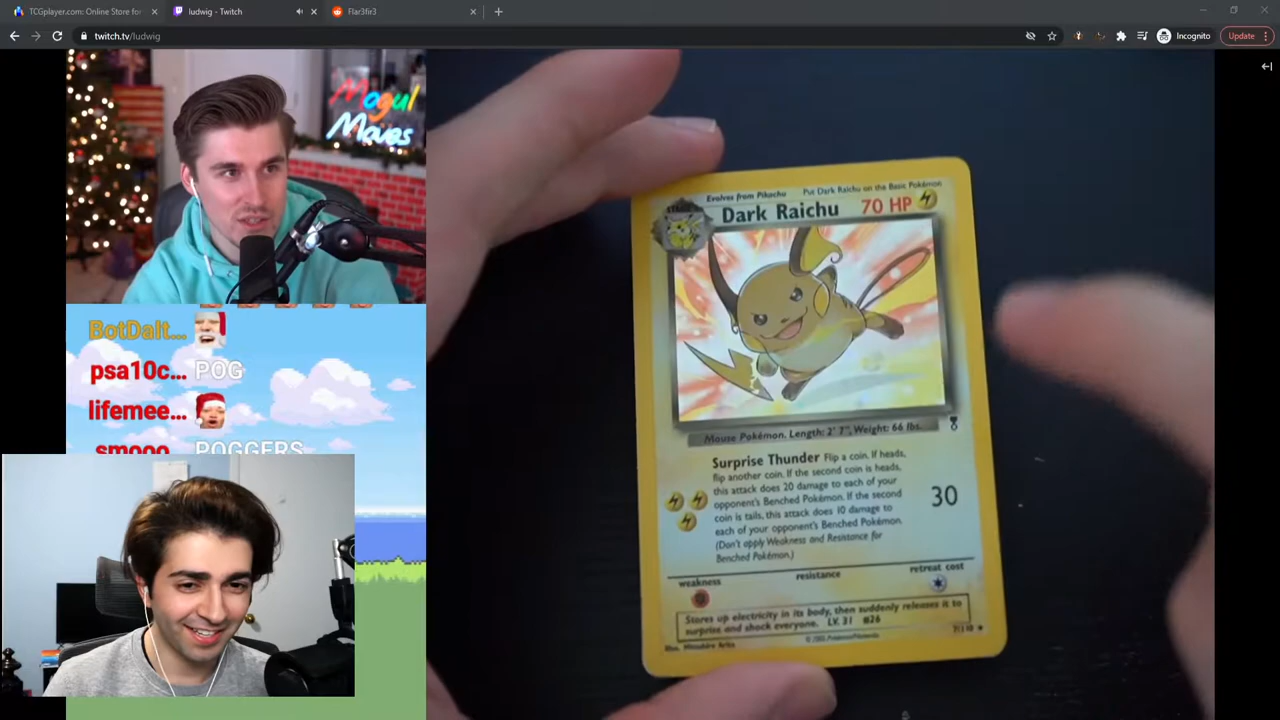 TCGplayer.com: Online Store for
ludwig - Twitch
Flar3fir3
twitch.tv/ludwig
Incognito
Update
Mogul
Moves
BotDalt...
psa10c... POG
lifemee...
smooo POGGERS
Evolves from Pikachu Put Dark Raichu on the Basic Pokémon
Dark Raichu 70 HP
Mouse Pokémon. Length: 2' 7", Weight: 66 lbs.
Surprise Thunder Flip a coin. If heads,
flip another coin. If the second coin is heads,
this attack does 20 damage to each of your
opponent's Benched Pokémon. If the second
coin is tails, this attack does 10 damage to
each of your opponent's Benched Pokémon.
(Don't apply Weakness and Resistance for
Benched Pokémon.)
30
weakness resistance retreat cost
Stores up electricity in its body, then suddenly releases it to
surprise and shock everyone. LV. 31 #26